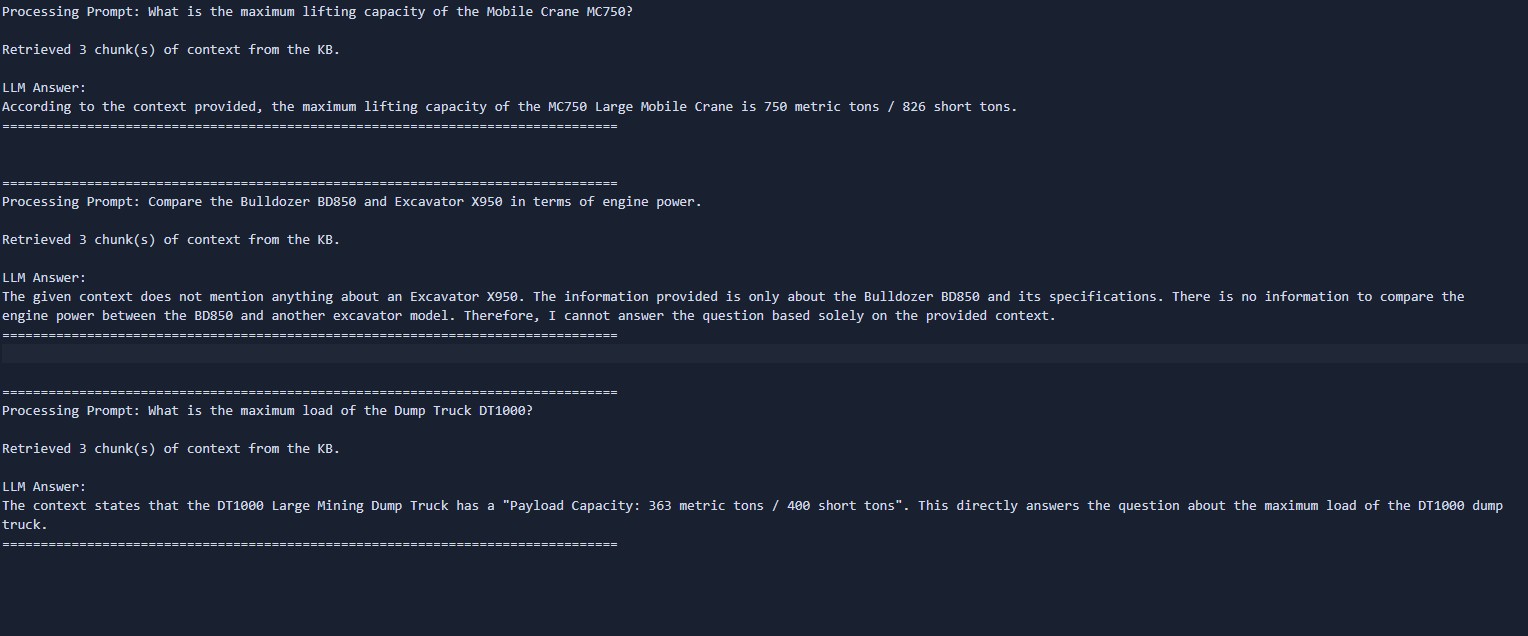 Processing Prompt: What is the maximum lifting capacity of the Mobile Crane MC750?
Retrieved 3 chunk(s) of context from the KB.
LLM Answer:
According to the context provided, the maximum lifting capacity of the MC750 Large Mobile Crane is 750 metric tons / 826 short tons.
================================================================================
================================================================================
Processing Prompt: Compare the Bulldozer BD850 and Excavator X950 in terms of engine power.
Retrieved 3 chunk(s) of context from the KB.
LLM Answer:
The given context does not mention anything about an Excavator X950. The information provided is only about the Bulldozer BD850 and its specifications. There is no information to compare the
engine power between the BD850 and another excavator model. Therefore, I cannot answer the question based solely on the provided context.
================================================================================
================================================================================
Processing Prompt: What is the maximum load of the Dump Truck DT1000?
Retrieved 3 chunk(s) of context from the KB.
LLM Answer:
The context states that the DT1000 Large Mining Dump Truck has a "Payload Capacity: 363 metric tons / 400 short tons". This directly answers the question about the maximum load of the DT1000 dump
truck.
================================================================================